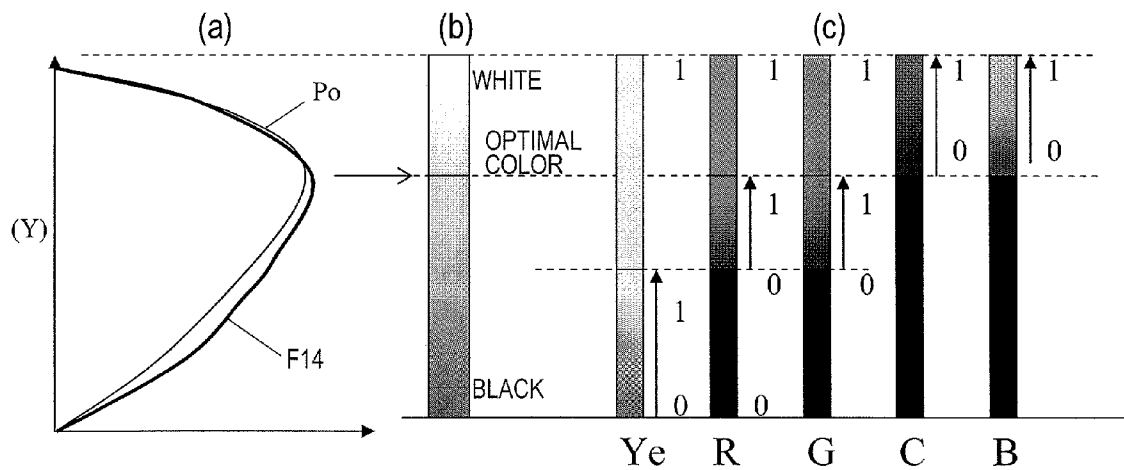 (a) (b) (c)
1 1 1 1 1
WHITE
Po
OPTIMAL
COLOR
0 0
1 1
(Y)
0 0
1
F14
BLACK
0 0
Ye R G C B